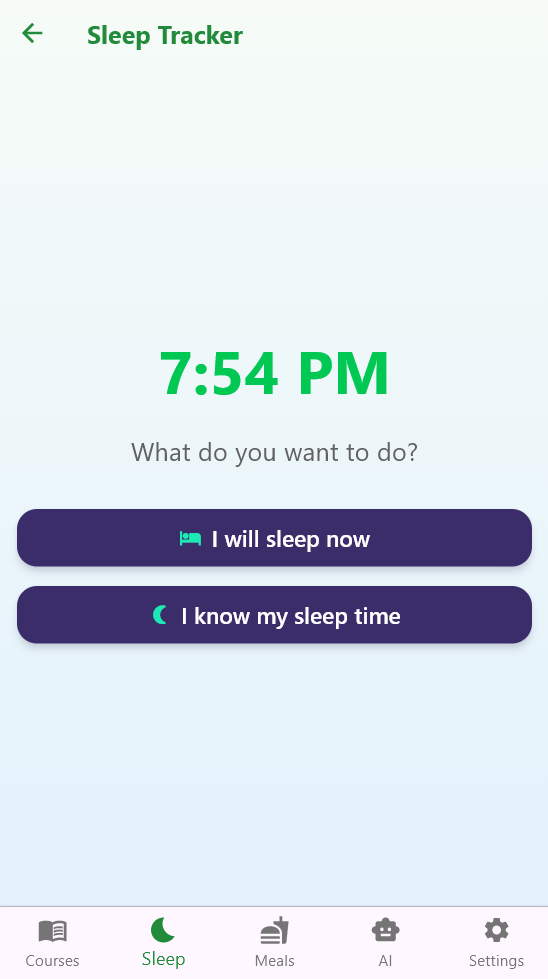 Sleep Tracker
7:54 PM
What do you want to do?
I will sleep now
I know my sleep time
Courses
Sleep
Meals
AI
Settings